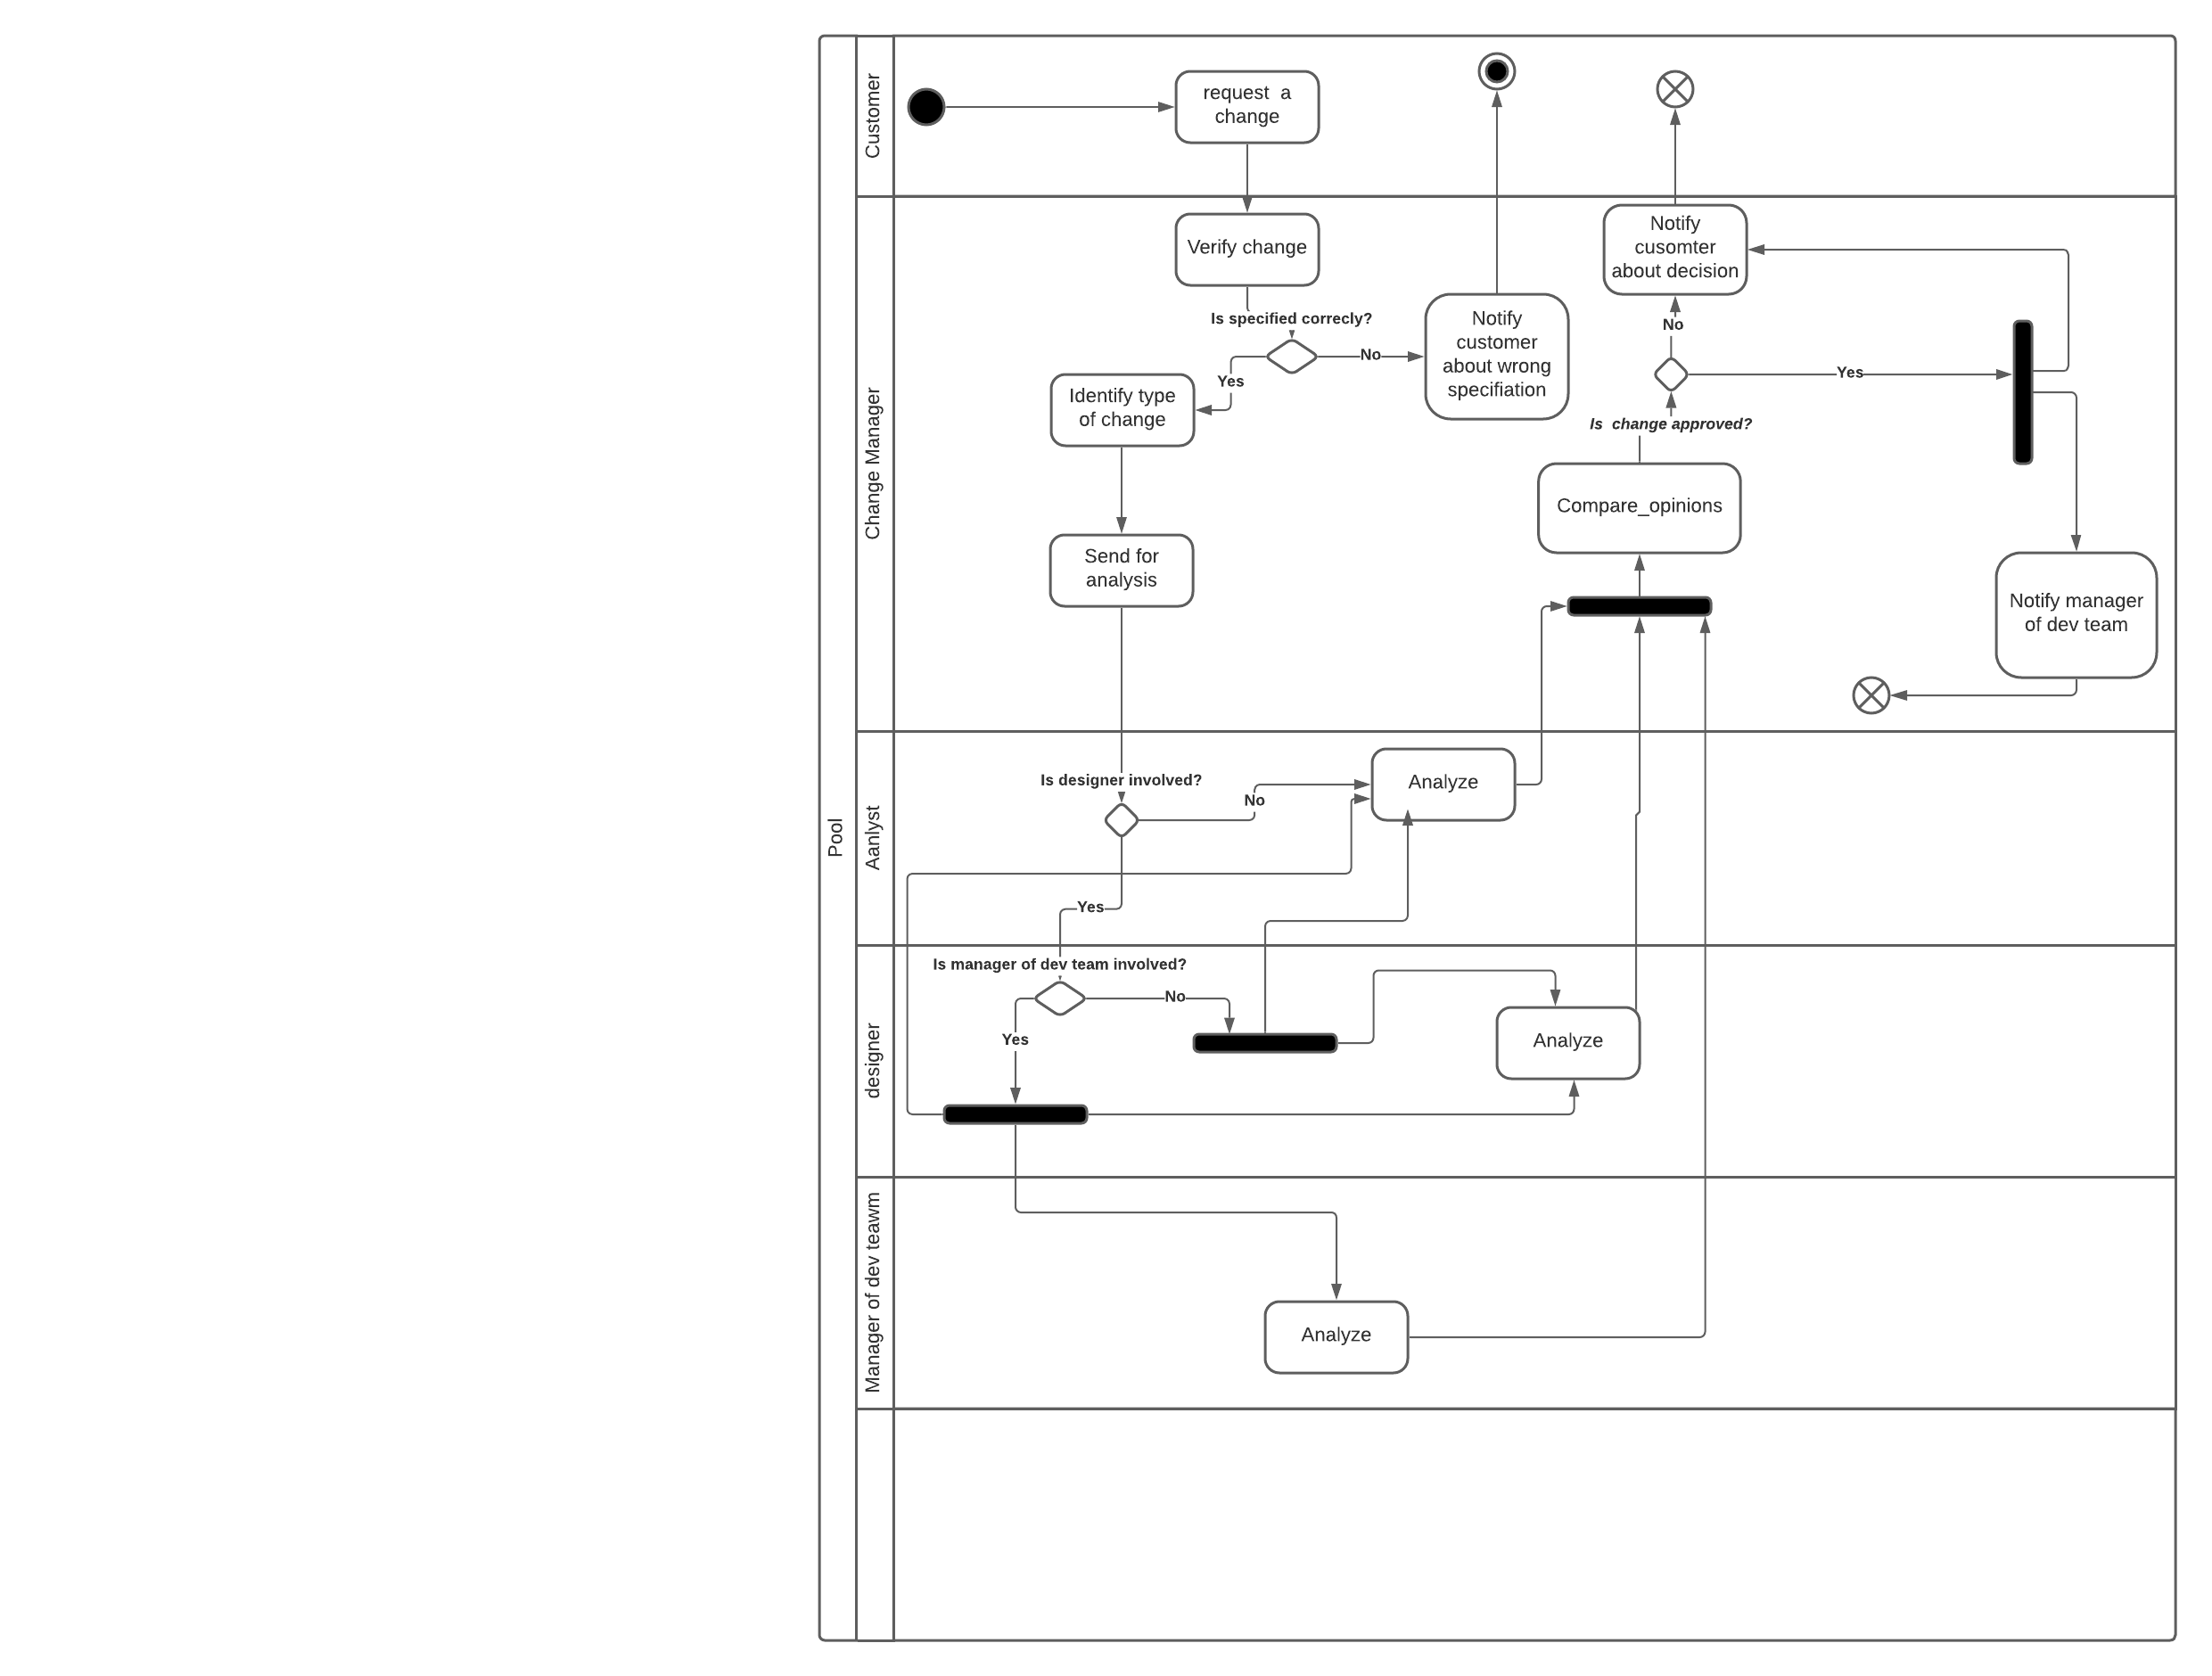 Pool
Customer
request  a
change
Change Manager
Verify change
Is specified correcly?
No
Yes
Notify
customer
about wrong
specifiation
Notify
cusomter
about decision
No
Yes
Is  change approved?
Identify type
of change
Compare_opinions
Send for
analysis
Notify manager
of dev team
Aanlyst
Is designer involved?
No
Analyze
Yes
designer
Is manager of dev team involved?
No
Yes
Analyze
Manager of dev teawm
Analyze